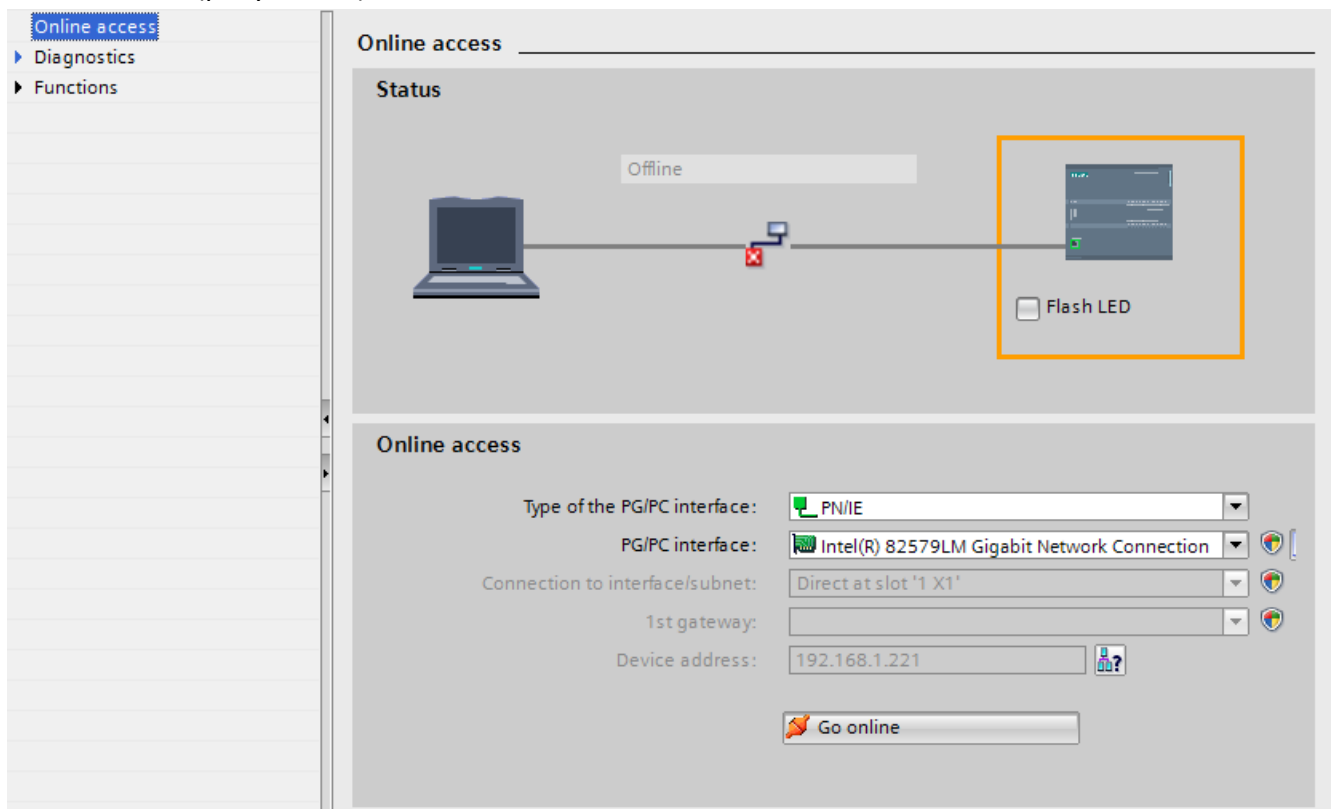 Online access
Diagnostics
Functions
Online access
Status
Offline
Flash LED
Online access
Type of the PG/PC interface: PN/IE
PG/PC interface: Intel(R) 82579LM Gigabit Network Connection
Connection to interface/subnet: Direct at slot '1 X1'
1st gateway:
Device address: 192.168.1.221
?
Go online